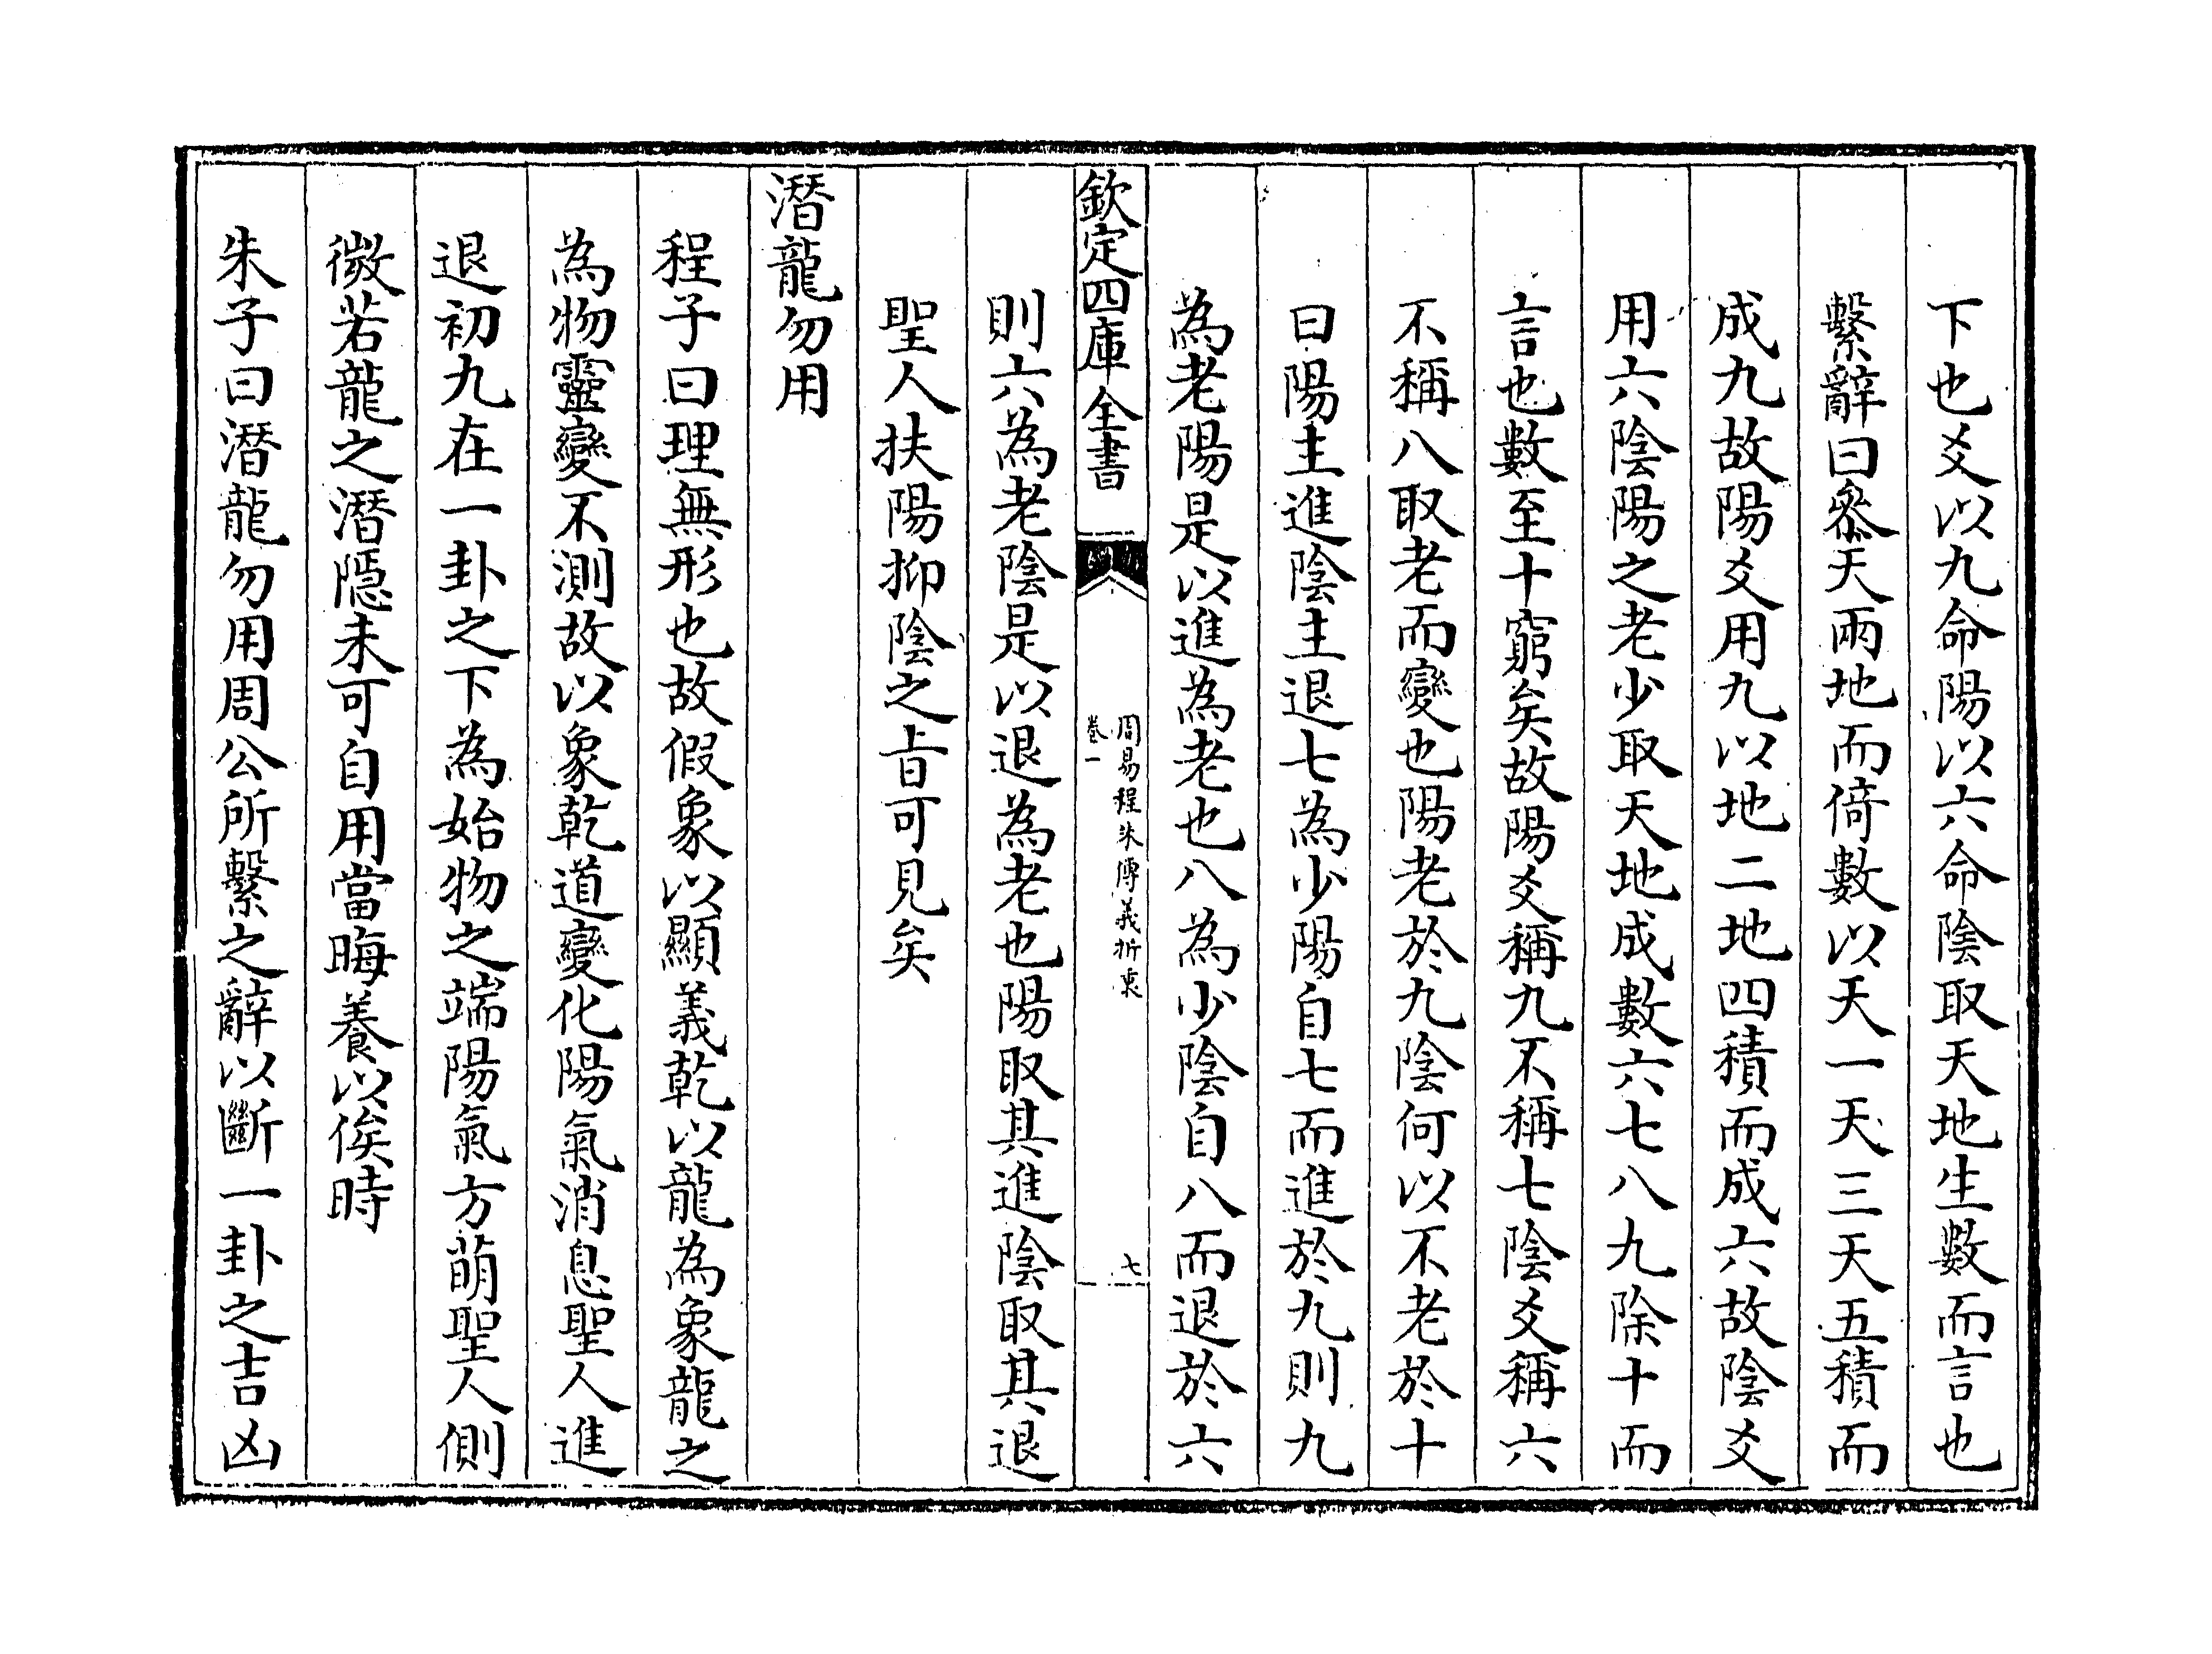 下也爻以九命陽以六命陰取天地生數而言也
繫辭曰叅天兩地而倚數以天一天三天五積而
成九故陽爻用九以地二地四積而成六故陰爻
用六陰陽之老少取天地成數六七八九除十而
言也數至十窮矣故陽爻稱九不稱七陰爻稱六
不稱八取老而變也陽老於九陰何以不老於十
曰陽主進陰主退七為少陽自七而進於九則九
為老陽是以進為老也八為少陰自八而退於六
欽定四庫全書
周易程朱傳義折衷
卷一
七
則六為老陰是以退為老也陽取其進陰取其退
聖人扶陽抑陰之㫖可見矣
潛龍勿用
程子曰理無形也故假象以顯義乾以龍為象龍之
為物靈變不測故以象乾道變化陽氣消息聖人進
退初九在一卦之下為始物之端陽氣方萌聖人側
微若龍之潛隱未可自用當晦養以俟時
朱子曰潛龍勿用周公所繫之辭以斷一卦之吉凶